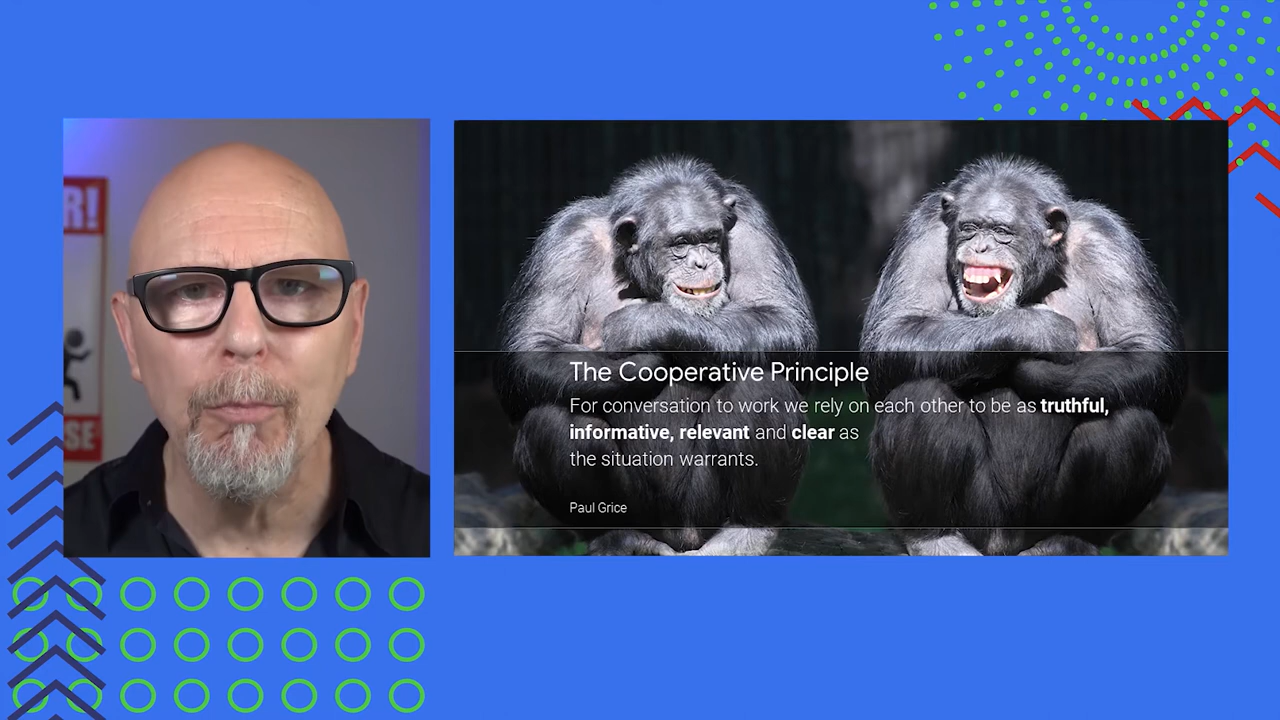 R!
SE
The Cooperative Principle
For conversation to work we rely on each other to be as truthful,
informative, relevant and clear as
the situation warrants.
Paul Grice